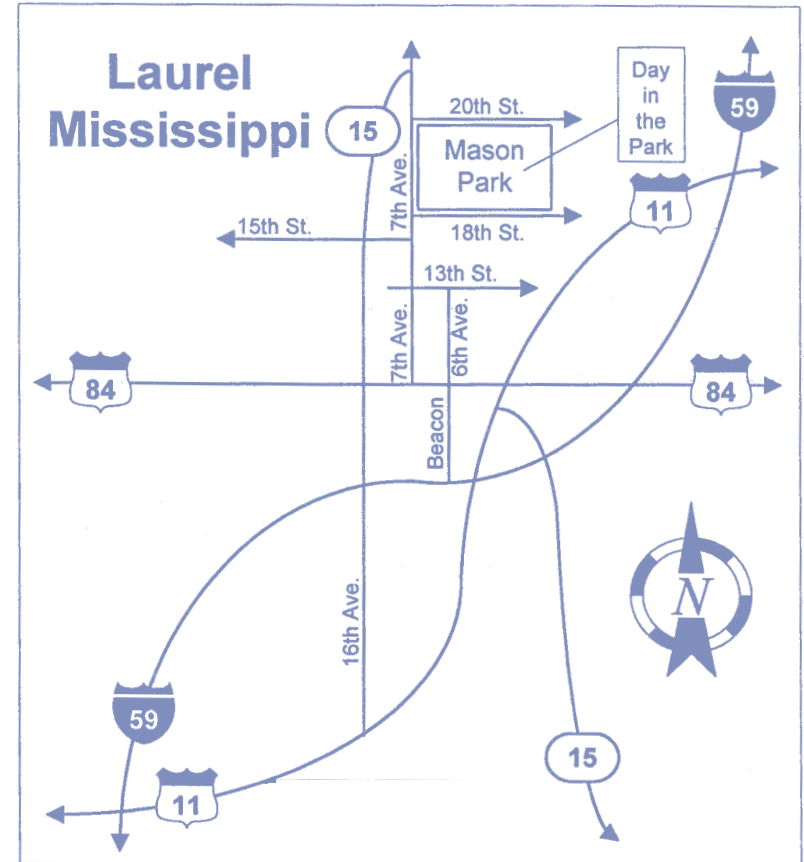 Laurel
Mississippi
15
20th St.
Day
in
the
Park
59
Mason
Park
7th Ave.
11
18th St.
15th St.
13th St.
7th Ave.
6th Ave.
84
84
Beacon
N
16th Ave.
59
15
11